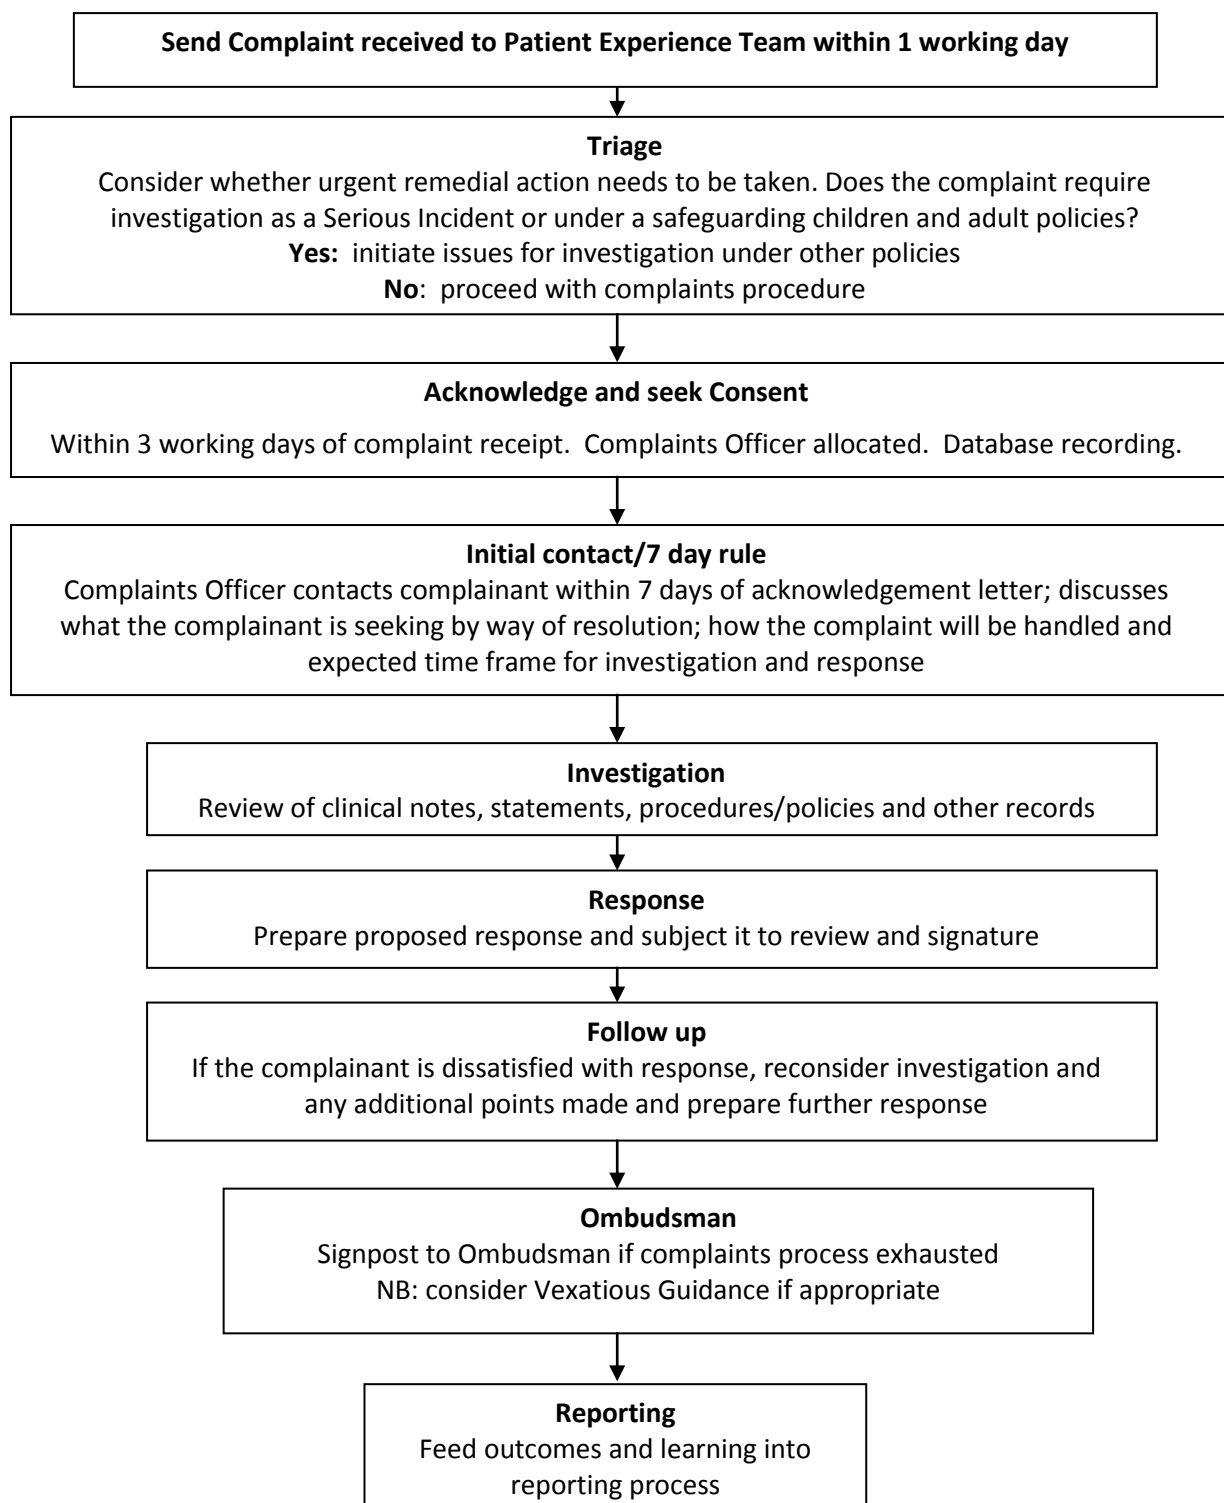 Send Complaint received to Patient Experience Team within 1 working day
Triage
Consider whether urgent remedial action needs to be taken. Does the complaint require
investigation as a Serious Incident or under a safeguarding children and adult policies?
Yes:  initiate issues for investigation under other policies
No:  proceed with complaints procedure
Acknowledge and seek Consent
Within 3 working days of complaint receipt.  Complaints Officer allocated.  Database recording.
Initial contact/7 day rule
Complaints Officer contacts complainant within 7 days of acknowledgement letter; discusses
what the complainant is seeking by way of resolution; how the complaint will be handled and
expected time frame for investigation and response
Investigation
Review of clinical notes, statements, procedures/policies and other records
Response
Prepare proposed response and subject it to review and signature
Follow up
If the complainant is dissatisfied with response, reconsider investigation and
any additional points made and prepare further response
Ombudsman
Signpost to Ombudsman if complaints process exhausted
NB: consider Vexatious Guidance if appropriate
Reporting
Feed outcomes and learning into
reporting process